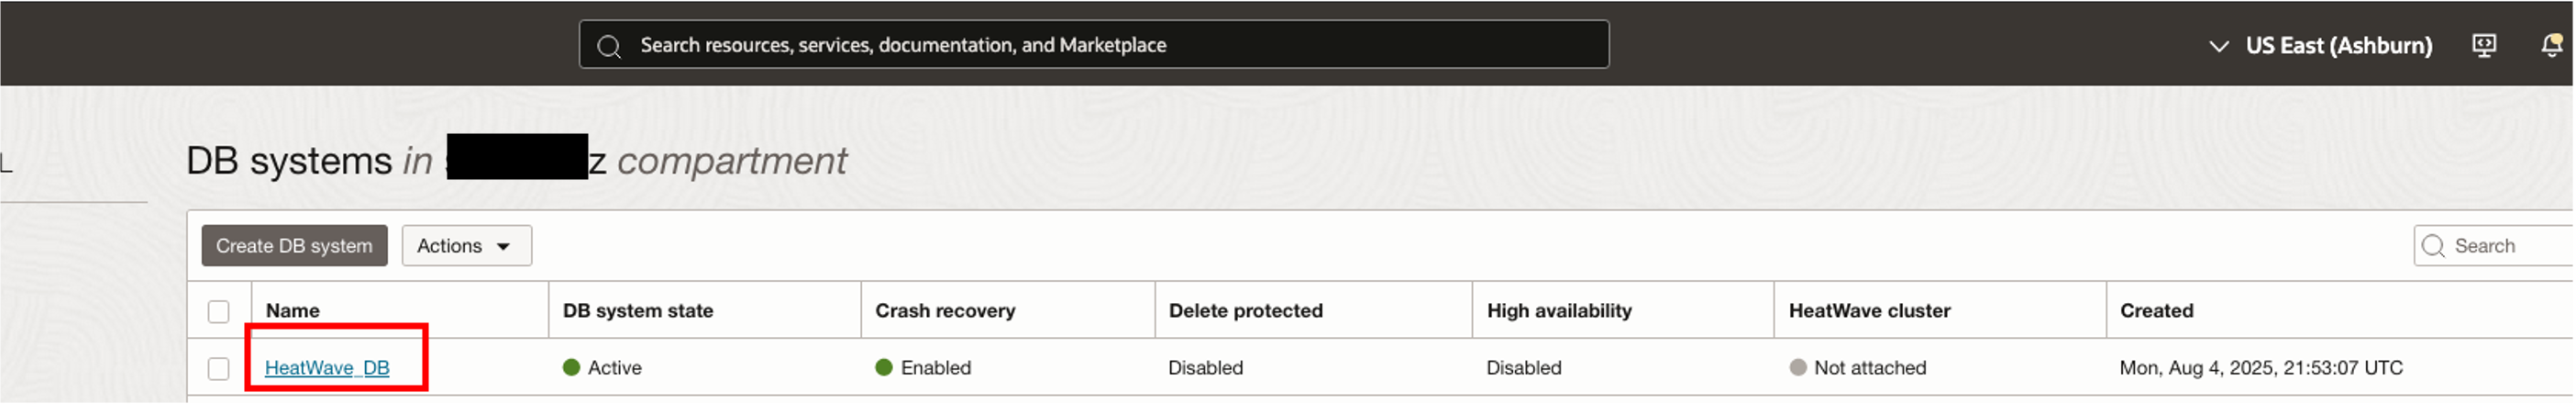 Search resources, services, documentation, and Marketplace
US East (Ashburn)
L
DB systems in z compartment
Create DB system Actions Search
Name DB system state Crash recovery Delete protected High availability HeatWave cluster Created
HeatWave_DB Active Enabled Disabled Disabled Not attached Mon, Aug 4, 2025, 21:53:07 UTC